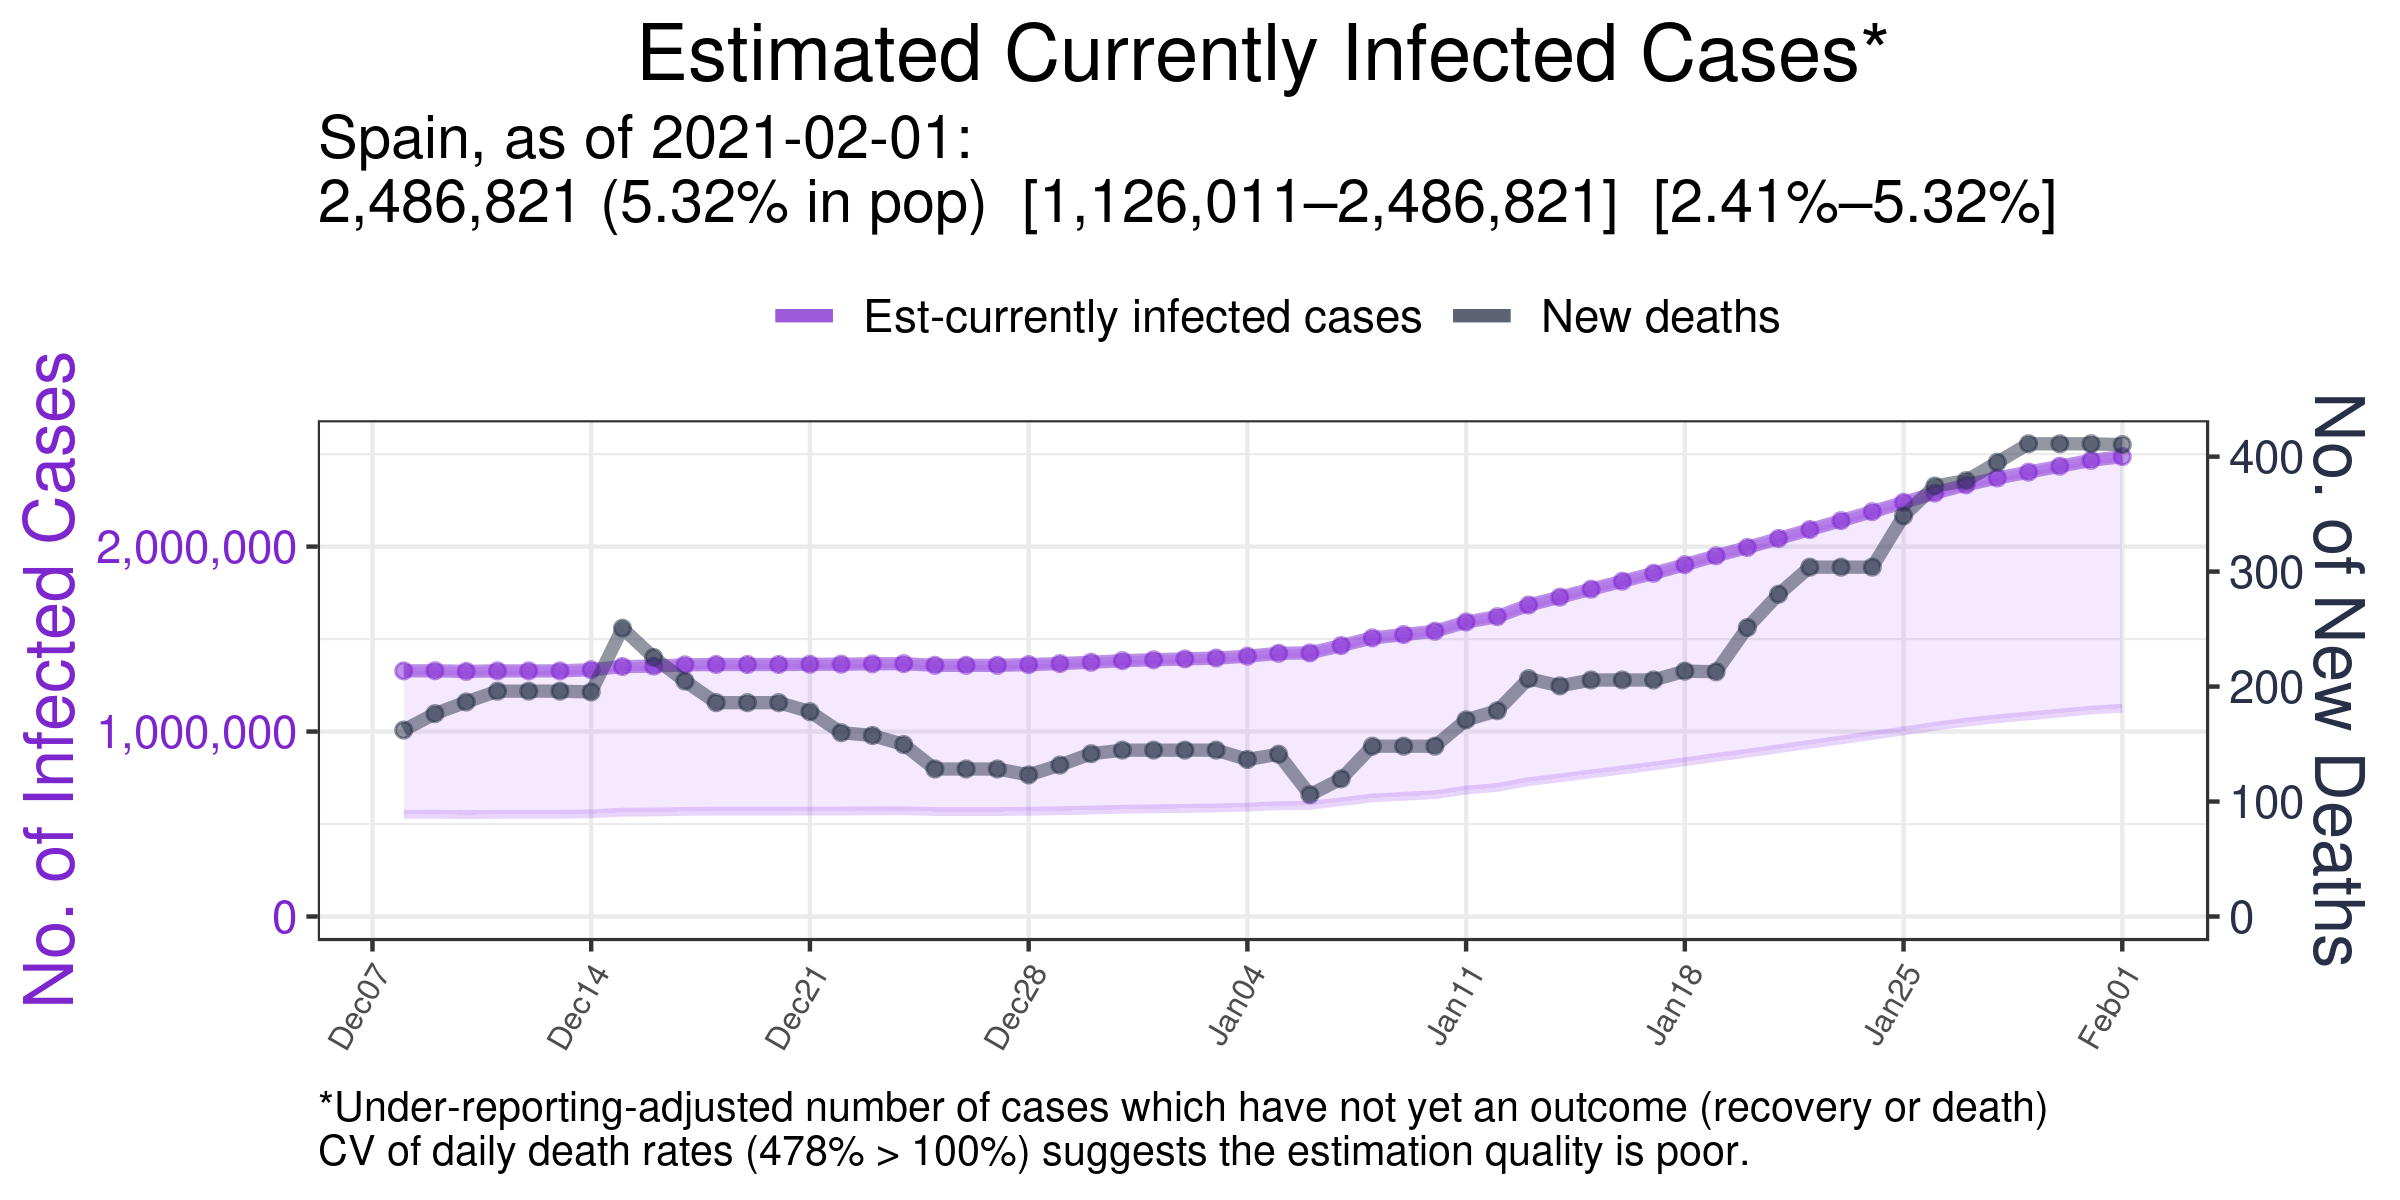 Estimated Currently Infected Cases*
Spain, as of 2021-02-01:
2,486,821 (5.32% in pop) [1,126,011–2,486,821] [2.41%–5.32%]
Est-currently infected cases New deaths
No. of Infected Cases
2,000,000
1,000,000
0
400
300
200
100
0
No. of New Deaths
Dec07 Dec14 Dec21 Dec28 Jan04 Jan11 Jan18 Jan25 Feb01
*Under-reporting-adjusted number of cases which have not yet an outcome (recovery or death)
CV of daily death rates (478% > 100%) suggests the estimation quality is poor.